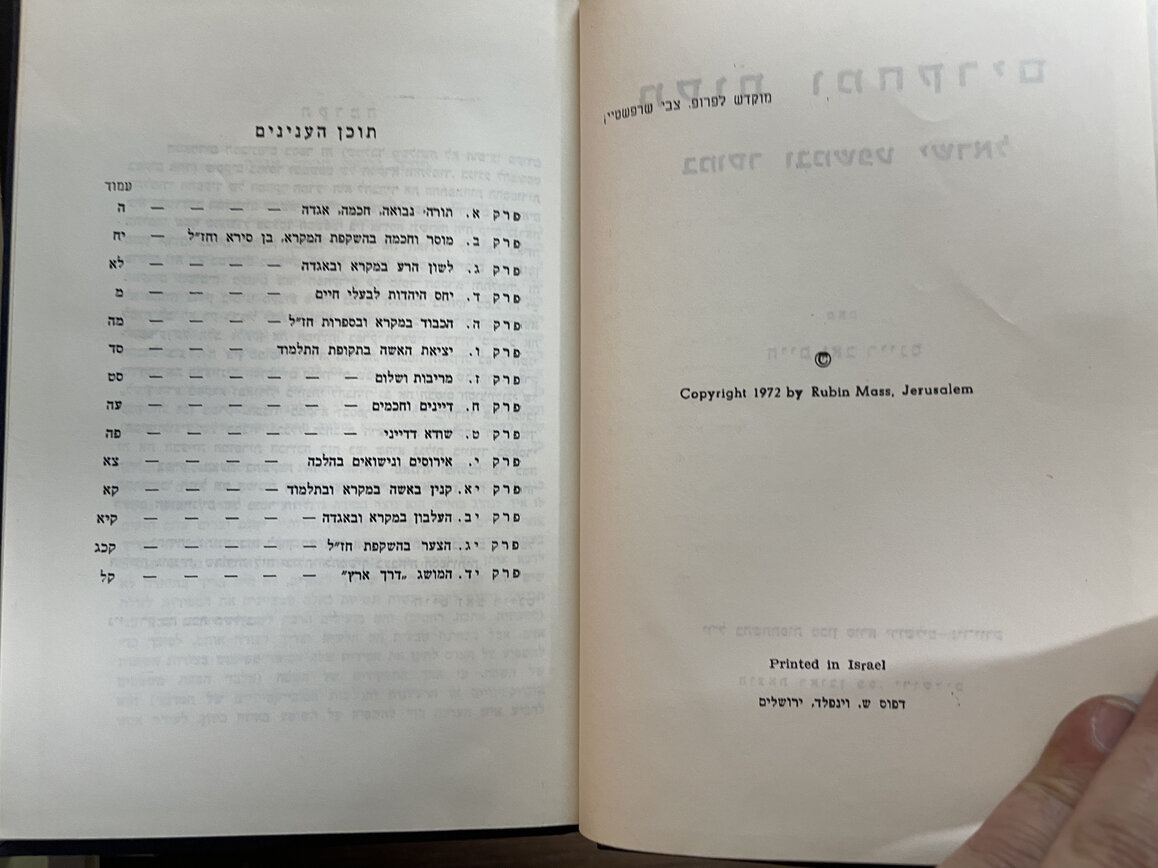 מוקדש לפרופ. צבי שרפשטיין
©
Copyright 1972 by Rubin Mass, Jerusalem
Printed in Israel
דפוס ש. וינפלד, ירושלים
תוכן הענינים
עמוד
פרק א. תורה, נבואה, חכמה, אגדה — — — — ה
פרק ב. מוסר וחכמה בהשקפת המקרא, בן סירא וחז״ל — יח
פרק ג. לשון הרע במקרא ובאגדה — — — — לא
פרק ד. יחס היהדות לבעלי חיים — — — — מ
פרק ה. הכבוד במקרא ובספרות חז״ל — — — — מה
פרק ו. יציאת האשה בתקופת התלמוד — — — סד
פרק ז. מריבות ושלום — — — — — — סט
פרק ח. דיינים וחכמים — — — — — — עה
פרק ט. שודא דדייני — — — — — — פה
פרק י. אירוסים ונישואים בהלכה — — — — צא
פרק יא. קנין באשה במקרא ובתלמוד — — — — קא
פרק יב. העלבון במקרא ובאגדה — — — — קיא
פרק יג. הצער בהשקפת חז״ל — — — — — קכג
פרק יד. המושג „דרך ארץ״ — — — — — קל